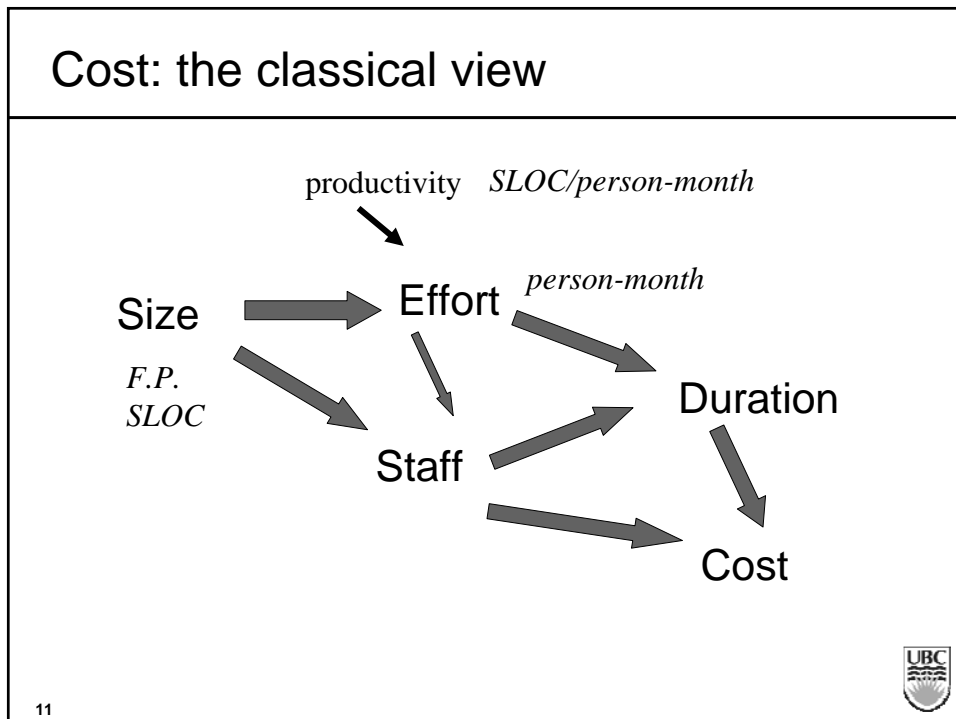 Cost: the classical view
productivity SLOC/person-month
Effort person-month
Size
F.P.
SLOC
Duration
Staff
Cost
UBC
11